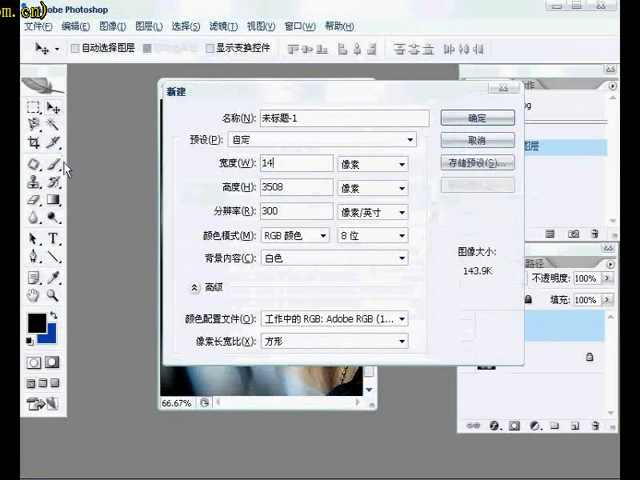 om.cn)
Adobe Photoshop
文件(F) 编辑(E) 图像(I) 图层(L) 选择(S) 滤镜(T) 视图(V) 窗口(W) 帮助(H)
自动选择图层 显示变换控件
新建
名称(N): 未标题-1 确定
预设(P): 自定 取消
宽度(W): 14 像素 存储预设(S)...
高度(H): 3508 像素
分辨率(R): 300 像素/英寸
颜色模式(M): RGB 颜色 8 位
背景内容(C): 白色
图像大小:
143.9K
高级
颜色配置文件(O): 工作中的 RGB: Adobe RGB (1...
像素长宽比(X): 方形
图层
路径
不透明度: 100%
填充: 100%
66.67%